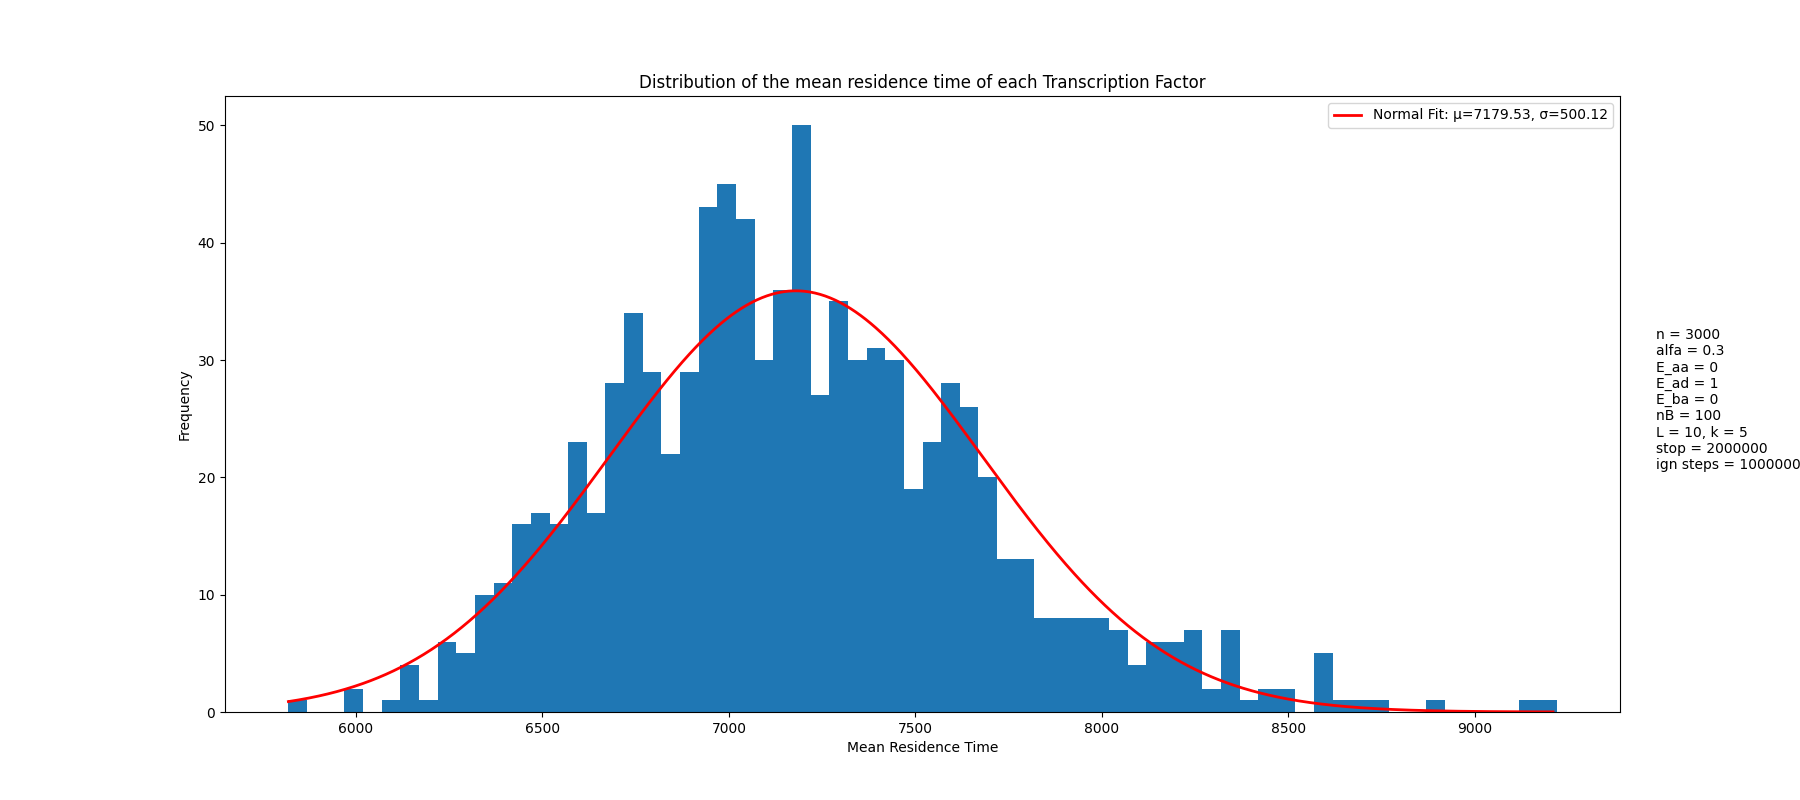 Distribution of the mean residence time of each Transcription Factor
Normal Fit: μ=7179.53, σ=500.12
50
40
30
20
10
0
Frequency
6000 6500 7000 7500 8000 8500 9000
Mean Residence Time
n = 3000
alfa = 0.3
E_aa = 0
E_ad = 1
E_ba = 0
nB = 100
L = 10, k = 5
stop = 2000000
ign steps = 1000000